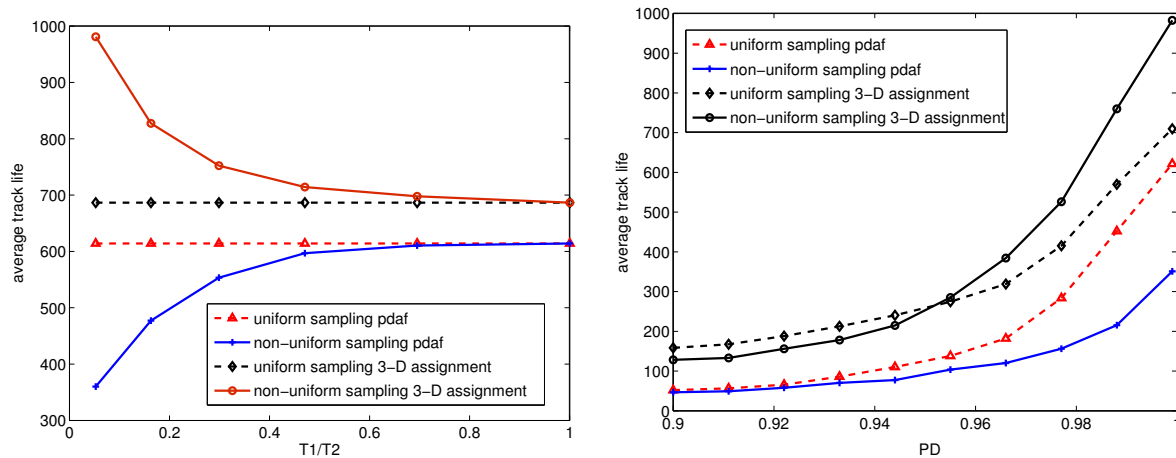 1000
900
800
700
600
500
400
300
average track life
0
0.2
0.4
0.6
0.8
1
T1/T2
uniform sampling pdaf
non-uniform sampling pdaf
uniform sampling 3-D assignment
non-uniform sampling 3-D assignment
1000
900
800
700
600
500
400
300
200
100
0
average track life
0.9
0.92
0.94
0.96
0.98
PD
uniform sampling pdaf
non-uniform sampling pdaf
uniform sampling 3-D assignment
non-uniform sampling 3-D assignment